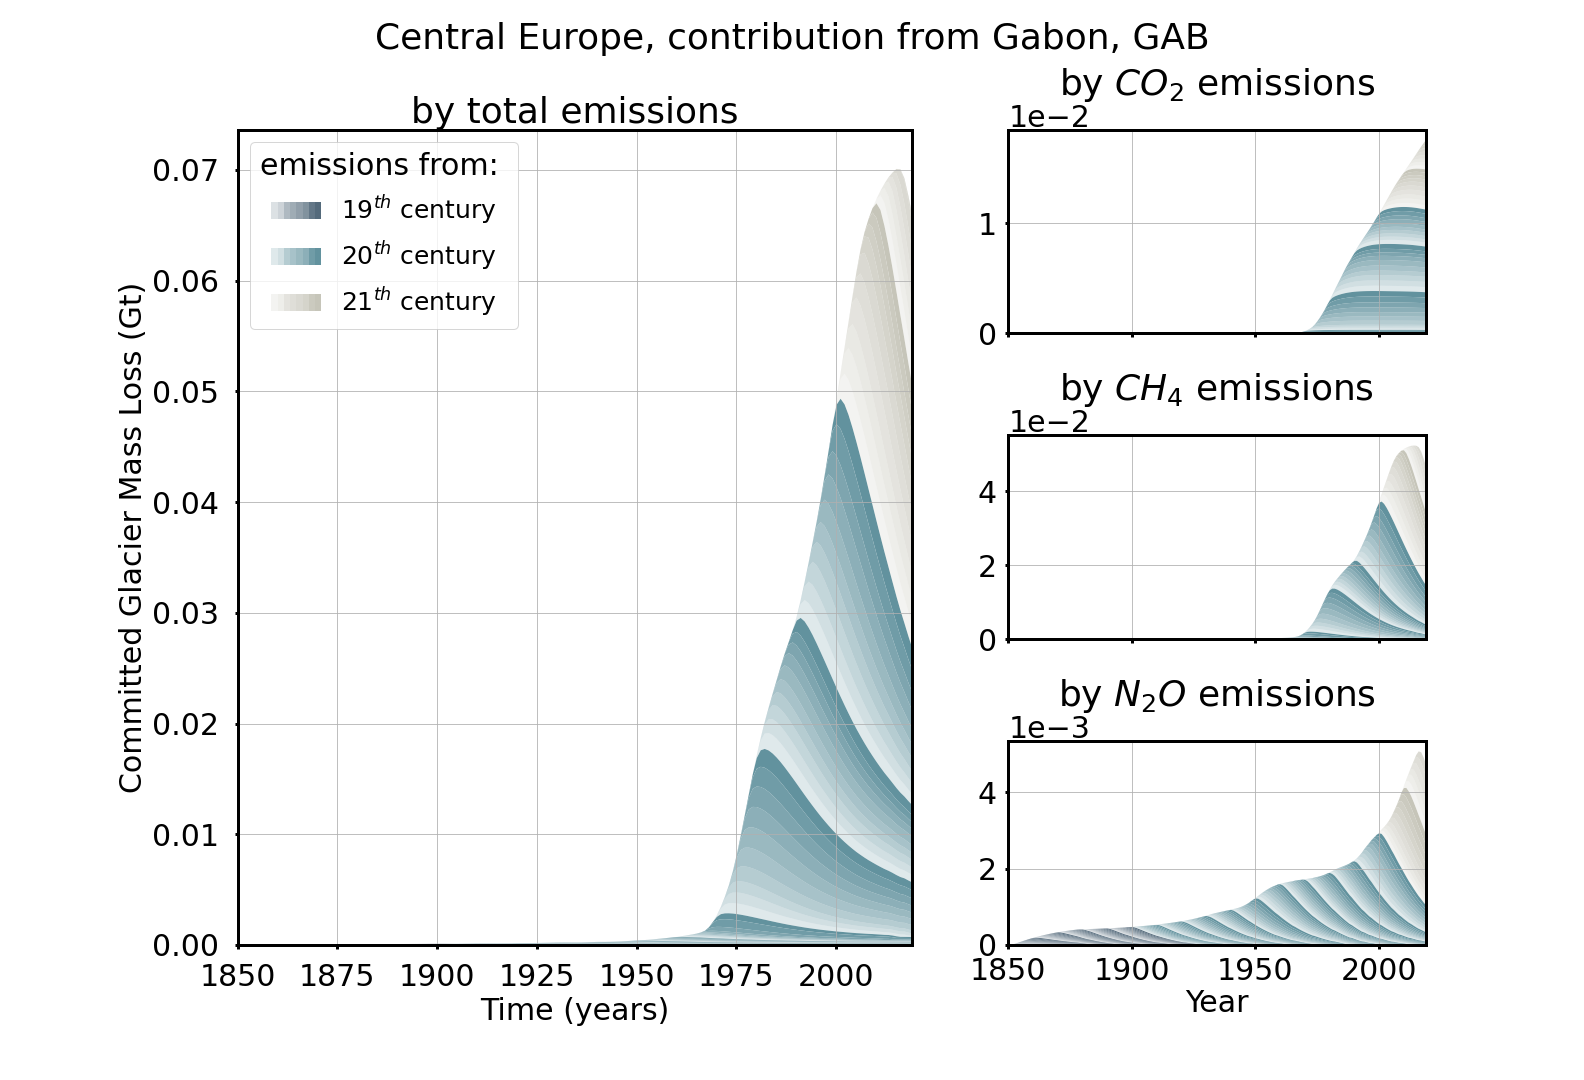 Central Europe, contribution from Gabon, GAB
by total emissions
emissions from:
19th century
20th century
21th century
Committed Glacier Mass Loss (Gt)
0.07
0.06
0.05
0.04
0.03
0.02
0.01
0.00
1850 1875 1900 1925 1950 1975 2000
Time (years)
by CO2 emissions
1e−2
1
0
by CH4 emissions
1e−2
4
2
0
by N2O emissions
1e−3
4
2
0
1850 1900 1950 2000
Year